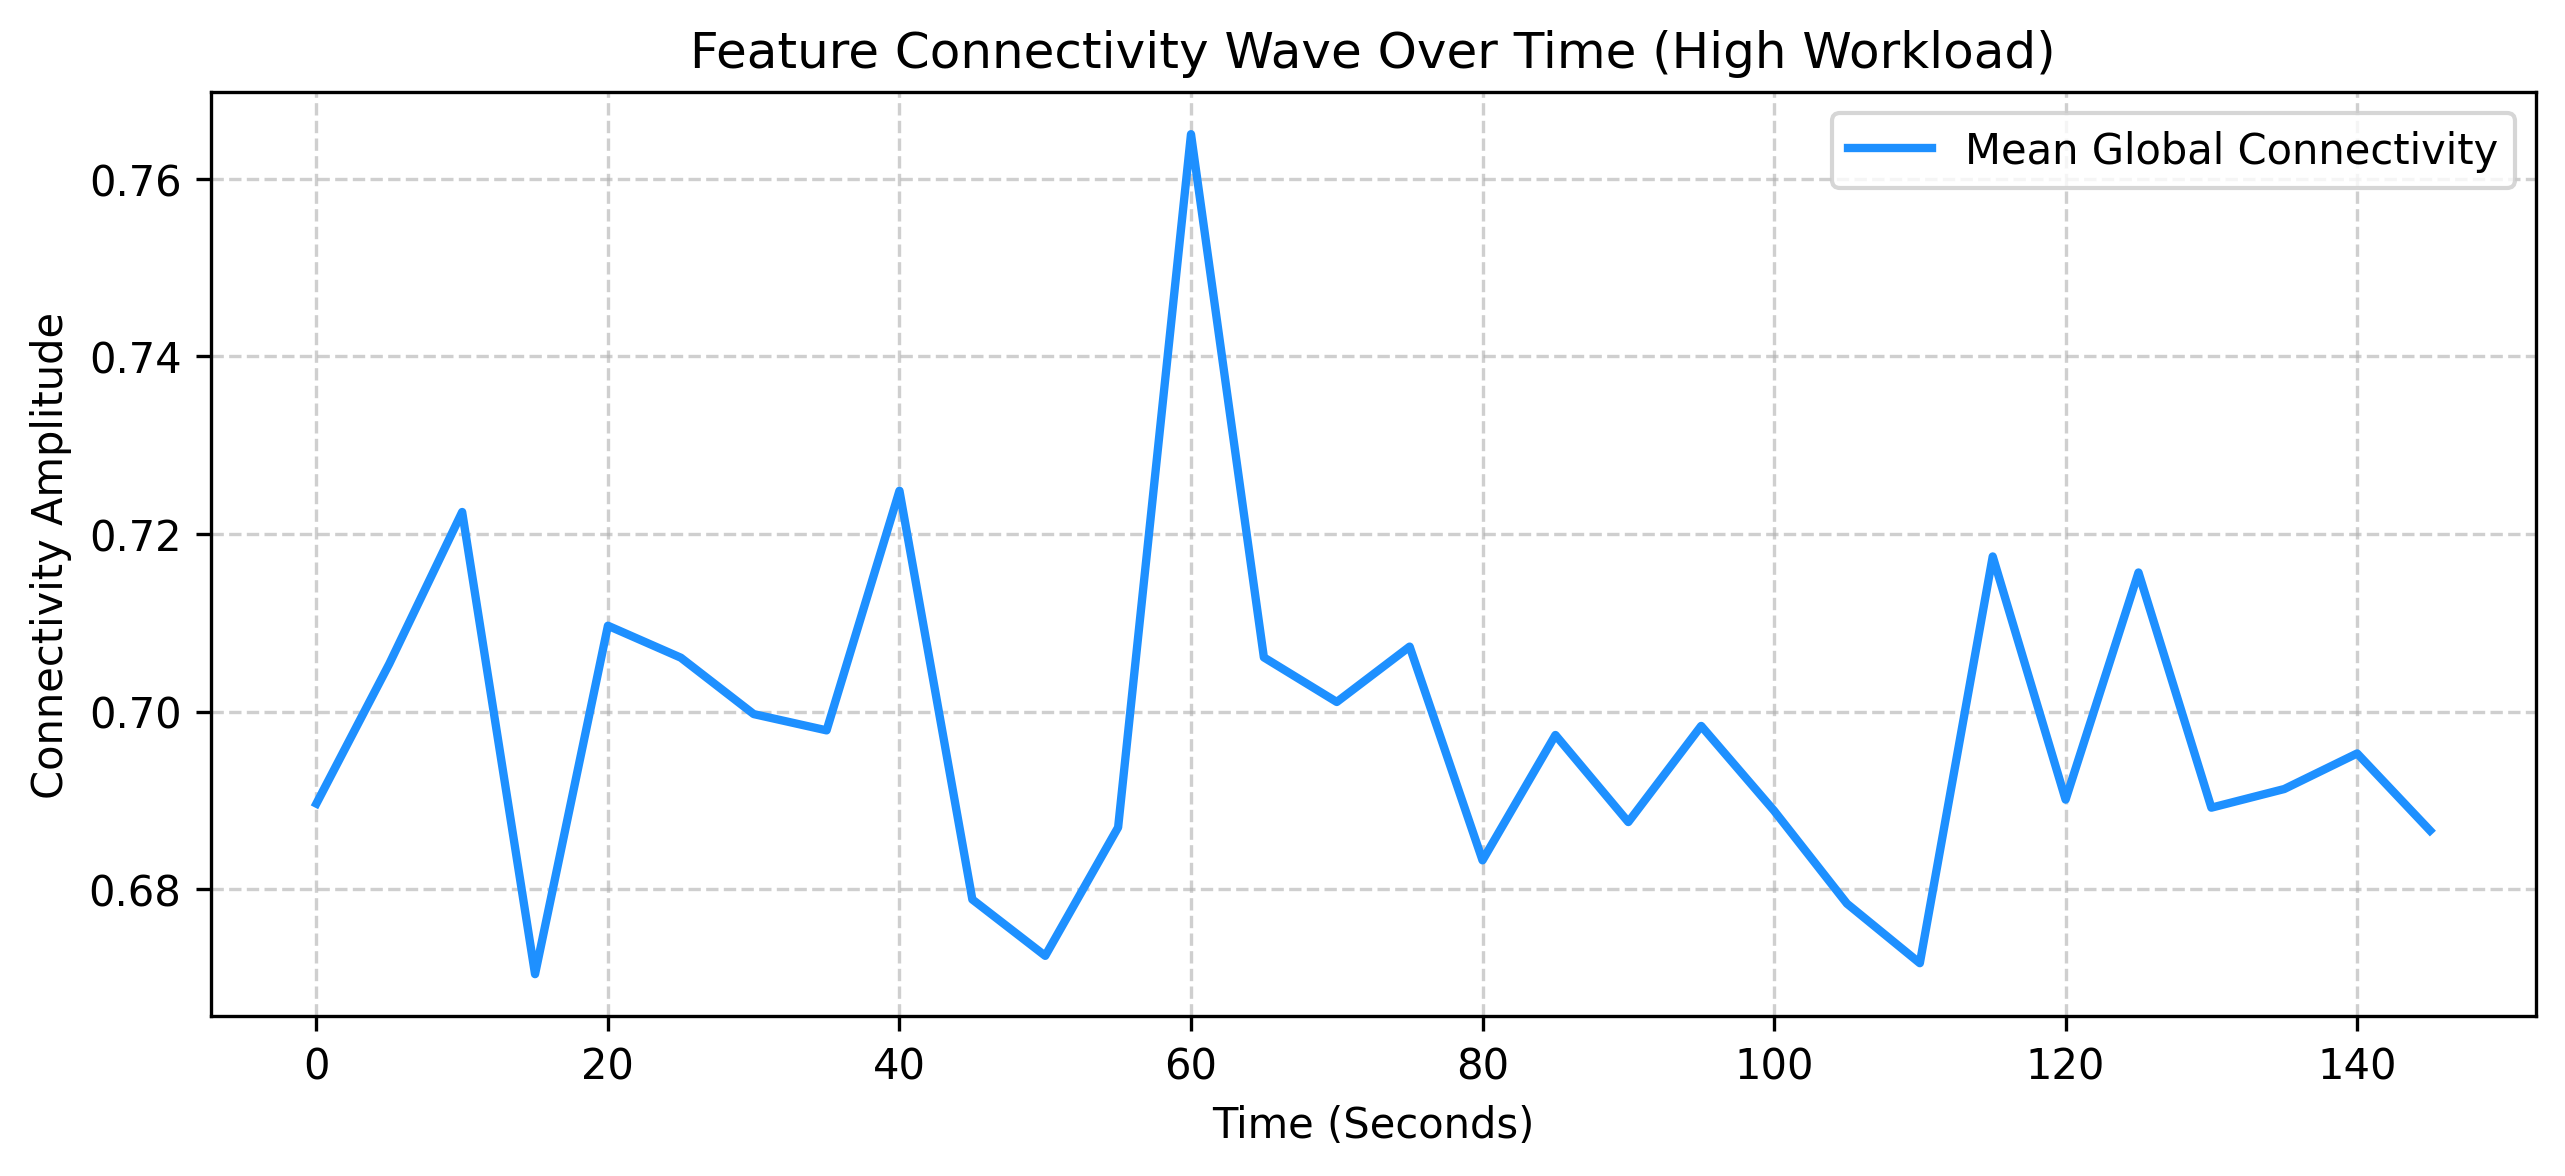 Feature Connectivity Wave Over Time (High Workload)
Mean Global Connectivity
Connectivity Amplitude
0.76
0.74
0.72
0.70
0.68
0 20 40 60 80 100 120 140
Time (Seconds)